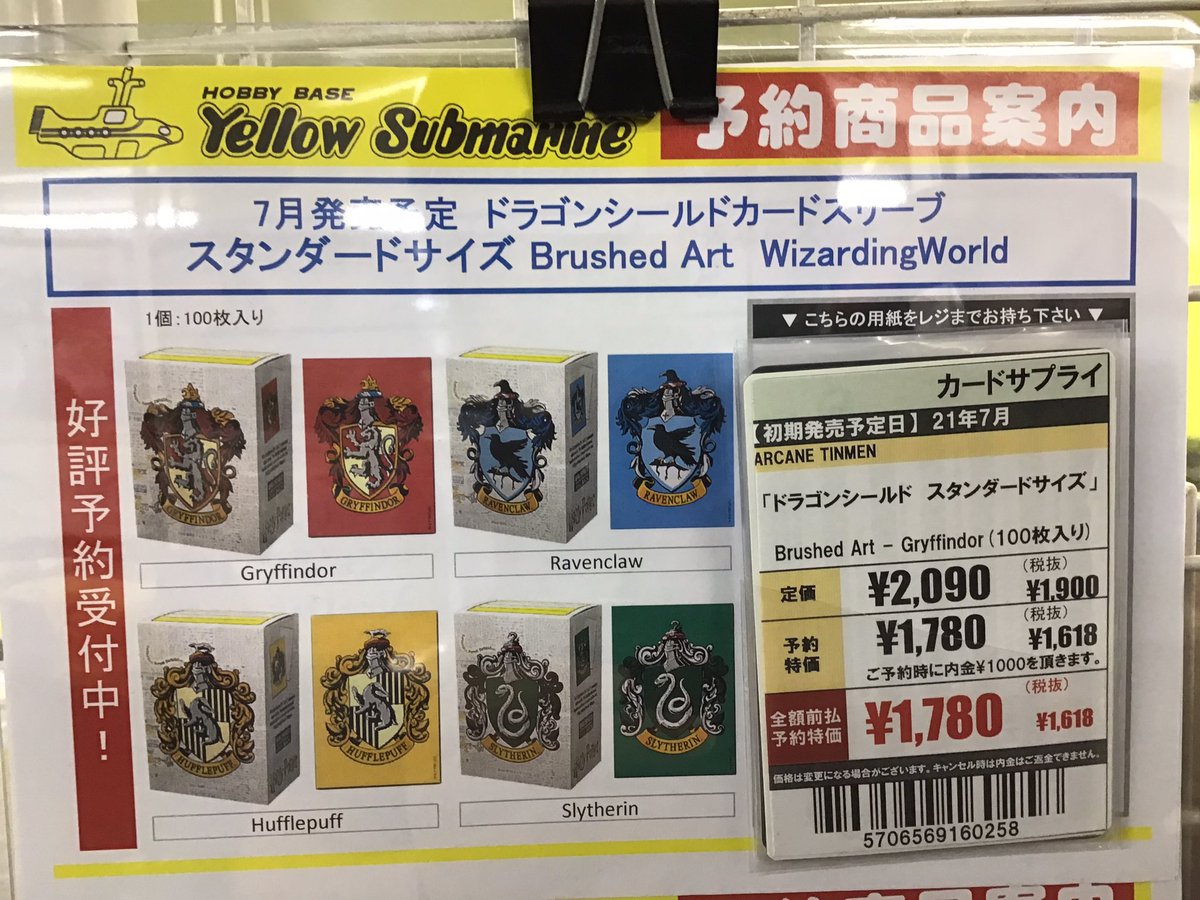 HOBBY BASE
Yellow Submarine
予約商品案内
7月発売予定 ドラゴンシールドカードスリーブ
スタンダードサイズ Brushed Art WizardingWorld
好評予約受付中！
1個：100枚入り
GRYFFINDOR
GRYFFINDOR
RAVENCLAW
RAVENCLAW
Gryffindor
Ravenclaw
HUFFLEPUFF
HUFFLEPUFF
SLYTHERIN
SLYTHERIN
Hufflepuff
Slytherin
▼ こちらの用紙をレジまでお持ち下さい ▼
カードサプライ
【初期発売予定日】 21年7月
ARCANE TINMEN
「ドラゴンシールド スタンダードサイズ」
Brushed Art - Gryffindor（100枚入り）
定価 ¥2,090 （税抜） ¥1,900
予約特価 ¥1,780 （税抜） ¥1,618
ご予約時に内金¥1000を頂きます。
全額前払予約特価 ¥1,780 （税抜） ¥1,618
価格は変更になる場合がございます。キャンセル時は内金はご返金できません。
5706569160258